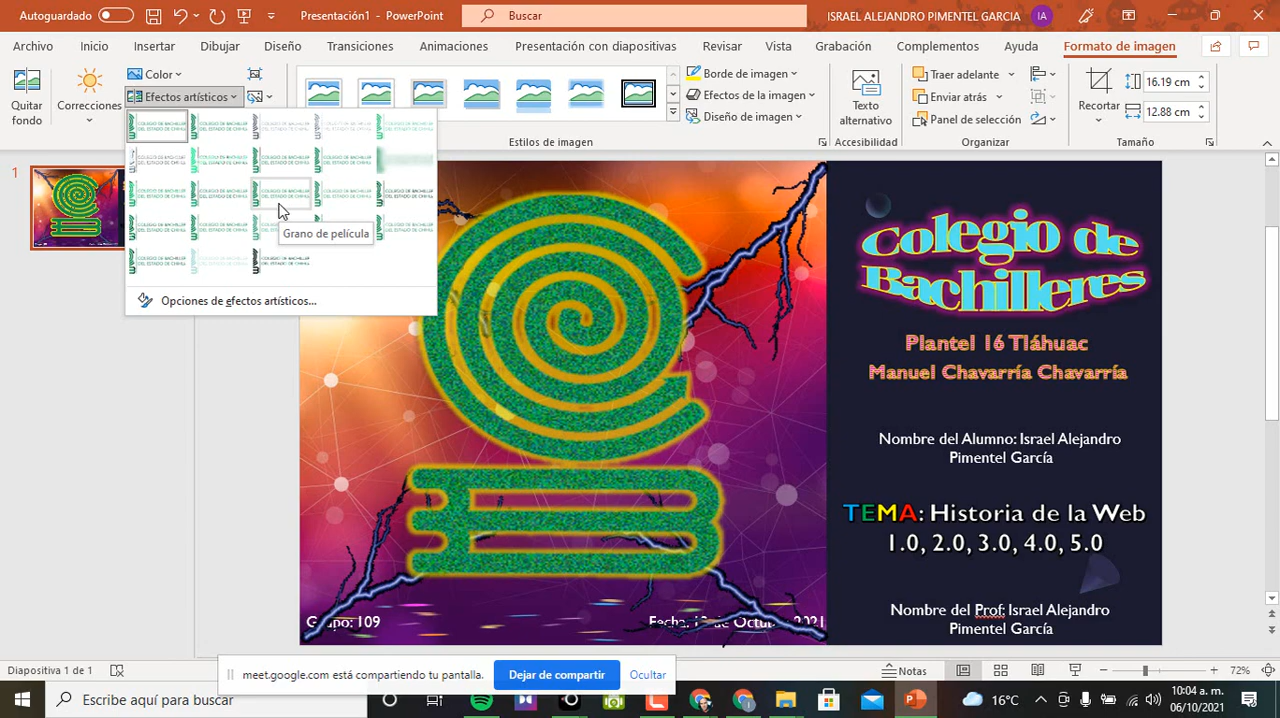 Autoguardado
Presentación1 - PowerPoint
Buscar
ISRAEL ALEJANDRO PIMENTEL GARCIA
IA
Archivo
Inicio
Insertar
Dibujar
Diseño
Transiciones
Animaciones
Presentación con diapositivas
Revisar
Vista
Grabación
Complementos
Ayuda
Formato de imagen
Quitar
fondo
Correcciones
Color
Efectos artísticos
Borde de imagen
Efectos de la imagen
Diseño de imagen
Texto
alternativo
Traer adelante
Enviar atrás
Panel de selección
Recortar
16.19 cm
12.88 cm
Estilos de imagen
Accesibilidad
Organizar
Tamaño
Grano de película
Opciones de efectos artísticos...
1
Colegio de
Bachilleres
Plantel 16 Tláhuac
Manuel Chavarría Chavarría
Nombre del Alumno: Israel Alejandro
Pimentel García
TEMA: Historia de la Web
1.0, 2.0, 3.0, 4.0, 5.0
Nombre del Prof: Israel Alejandro
Pimentel García
Grupo: 109
Fecha: de Octubre 2021
Diapositiva 1 de 1
meet.google.com está compartiendo tu pantalla.
Dejar de compartir
Ocultar
Notas
72%
Escribe aquí para buscar
16°C
10:04 a. m.
06/10/2021